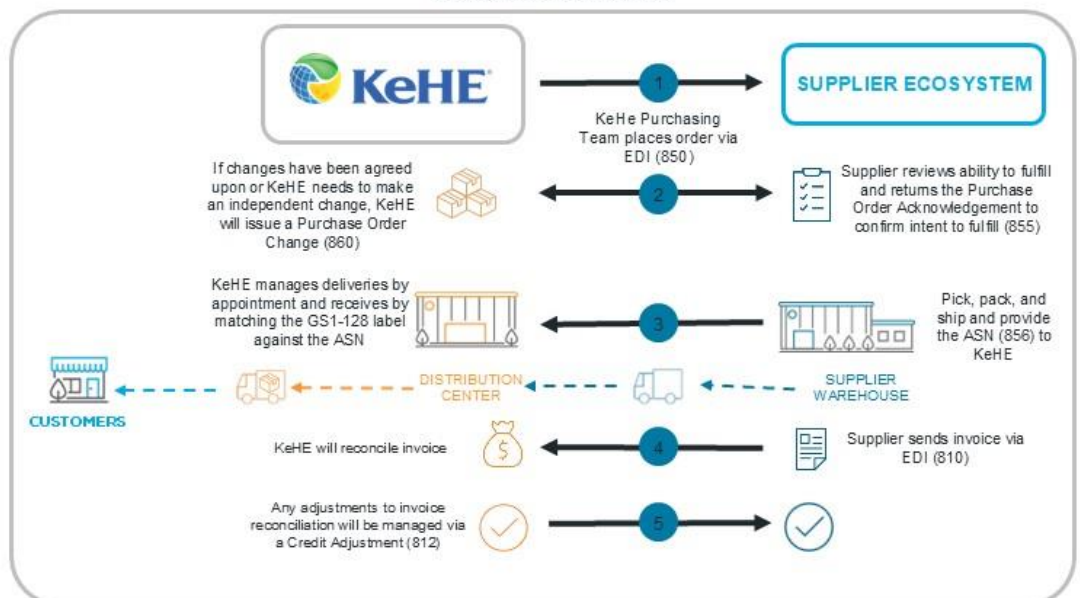 KeHE
SUPPLIER ECOSYSTEM
1
KeHe Purchasing
Team places order via
EDI (850)
If changes have been agreed
upon or KeHE needs to make
an independent change, KeHE
will issue a Purchase Order
Change (860)
2
Supplier reviews ability to fulfill
and returns the Purchase
Order Acknowledgement to
confirm intent to fulfill (855)
KeHE manages deliveries by
appointment and receives by
matching the GS1-128 label
against the ASN
3
Pick, pack, and
ship and provide
the ASN (856) to
KeHE
CUSTOMERS
DISTRIBUTION
CENTER
SUPPLIER
WAREHOUSE
KeHE will reconcile invoice
$
4
Supplier sends invoice via
EDI (810)
Any adjustments to invoice
reconciliation will be managed via
a Credit Adjustment (812)
5